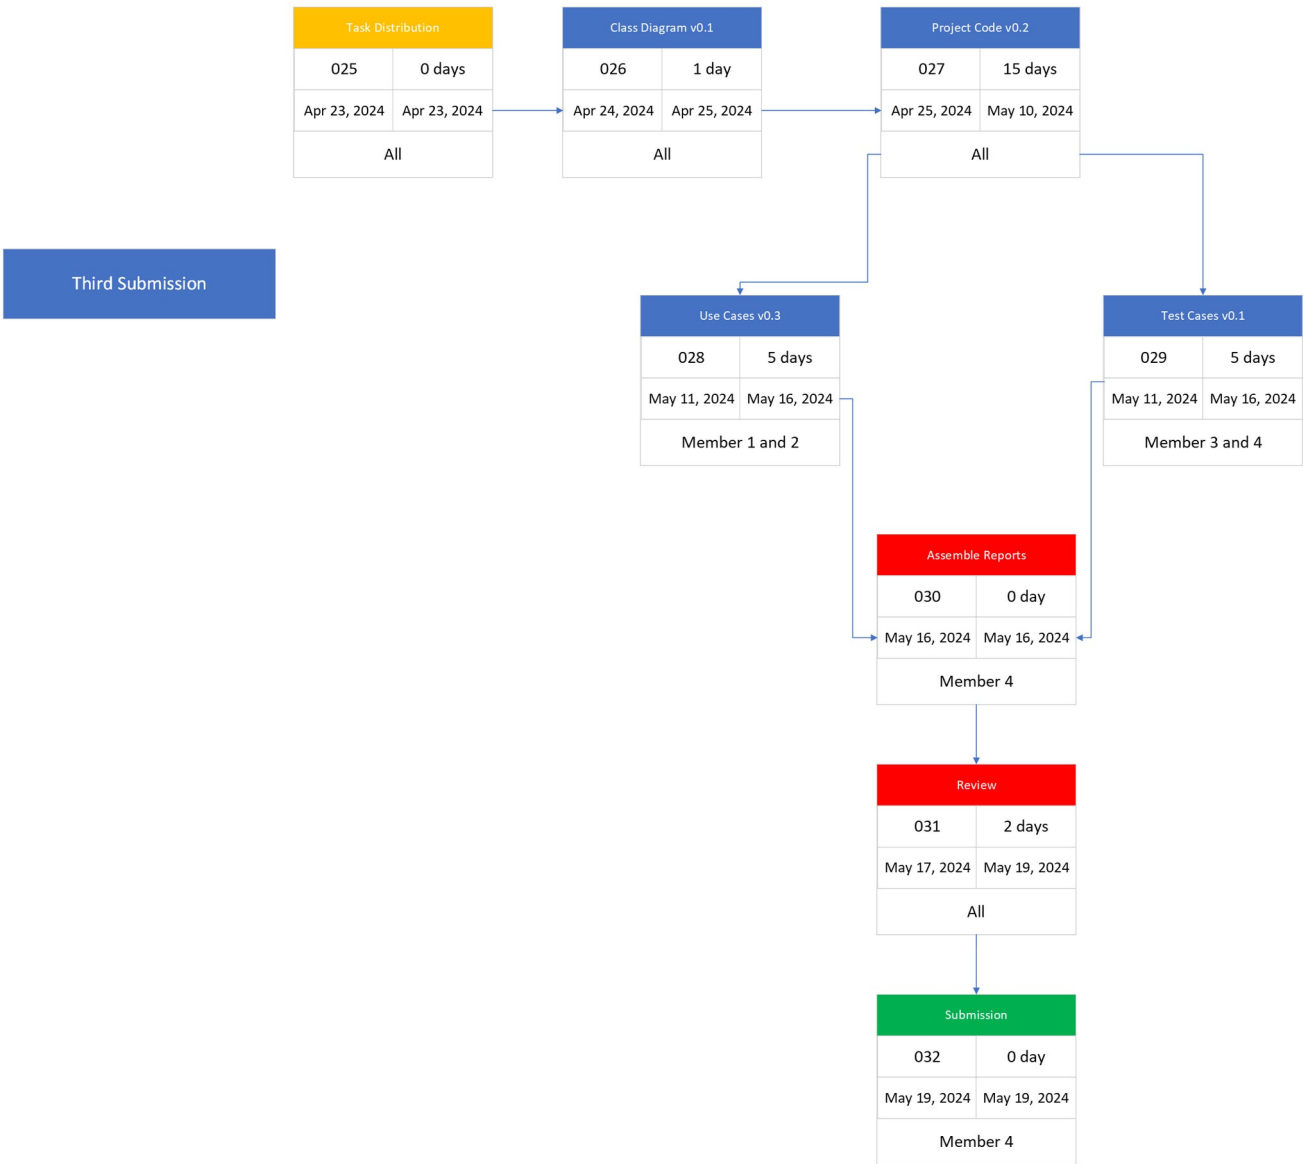 Task Distribution
025 0 days
Apr 23, 2024 Apr 23, 2024
All
Class Diagram v0.1
026 1 day
Apr 24, 2024 Apr 25, 2024
All
Project Code v0.2
027 15 days
Apr 25, 2024 May 10, 2024
All
Third Submission
Use Cases v0.3
028 5 days
May 11, 2024 May 16, 2024
Member 1 and 2
Test Cases v0.1
029 5 days
May 11, 2024 May 16, 2024
Member 3 and 4
Assemble Reports
030 0 day
May 16, 2024 May 16, 2024
Member 4
Review
031 2 days
May 17, 2024 May 19, 2024
All
Submission
032 0 day
May 19, 2024 May 19, 2024
Member 4